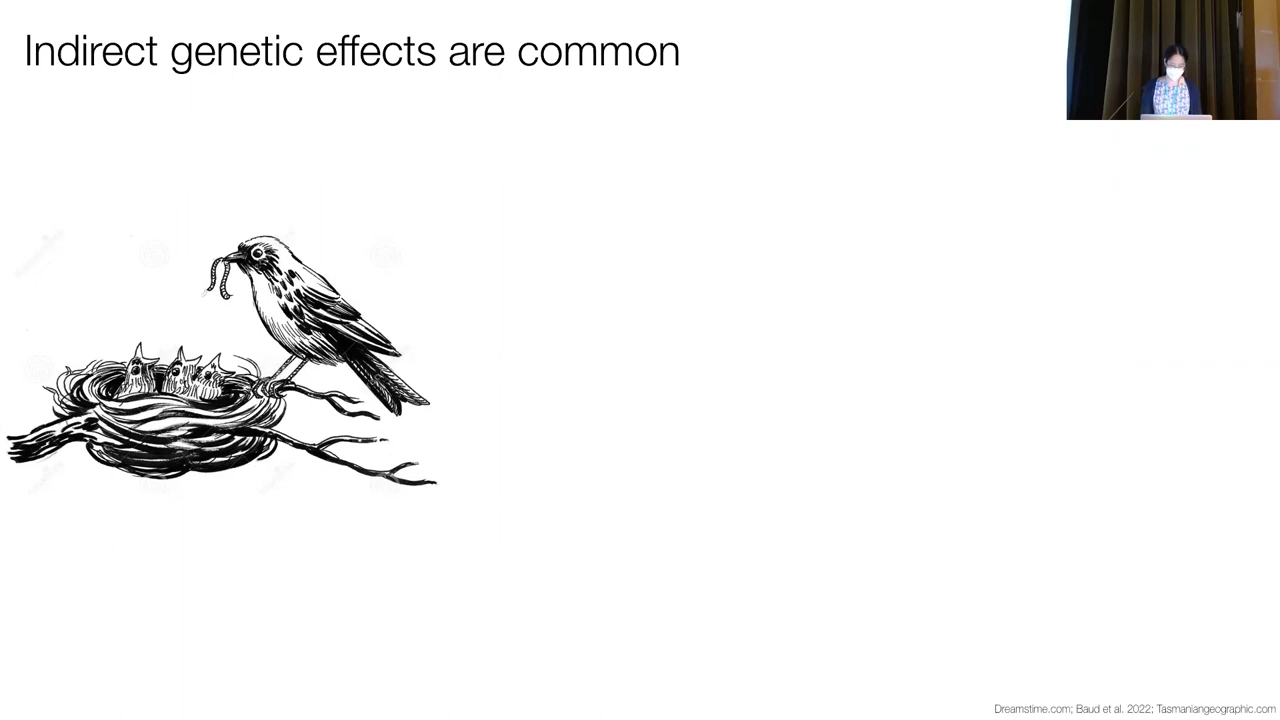 Indirect genetic effects are common
Dreamstime.com; Baud et al. 2022; Tasmaniangeographic.com